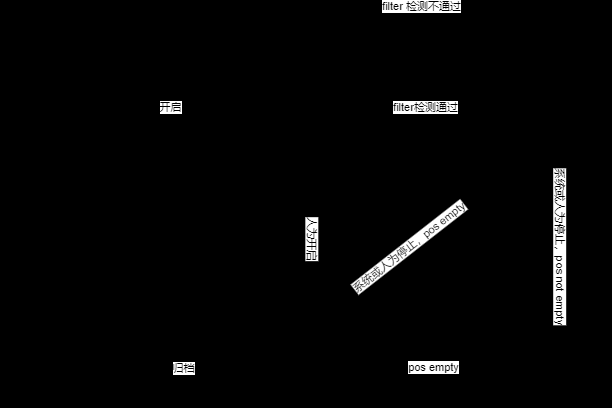 filter 检测不通过
开启
filter检测通过
系统或人为停止，pos not empty
人为开启
系统或人为停止，pos empty
归档
pos empty